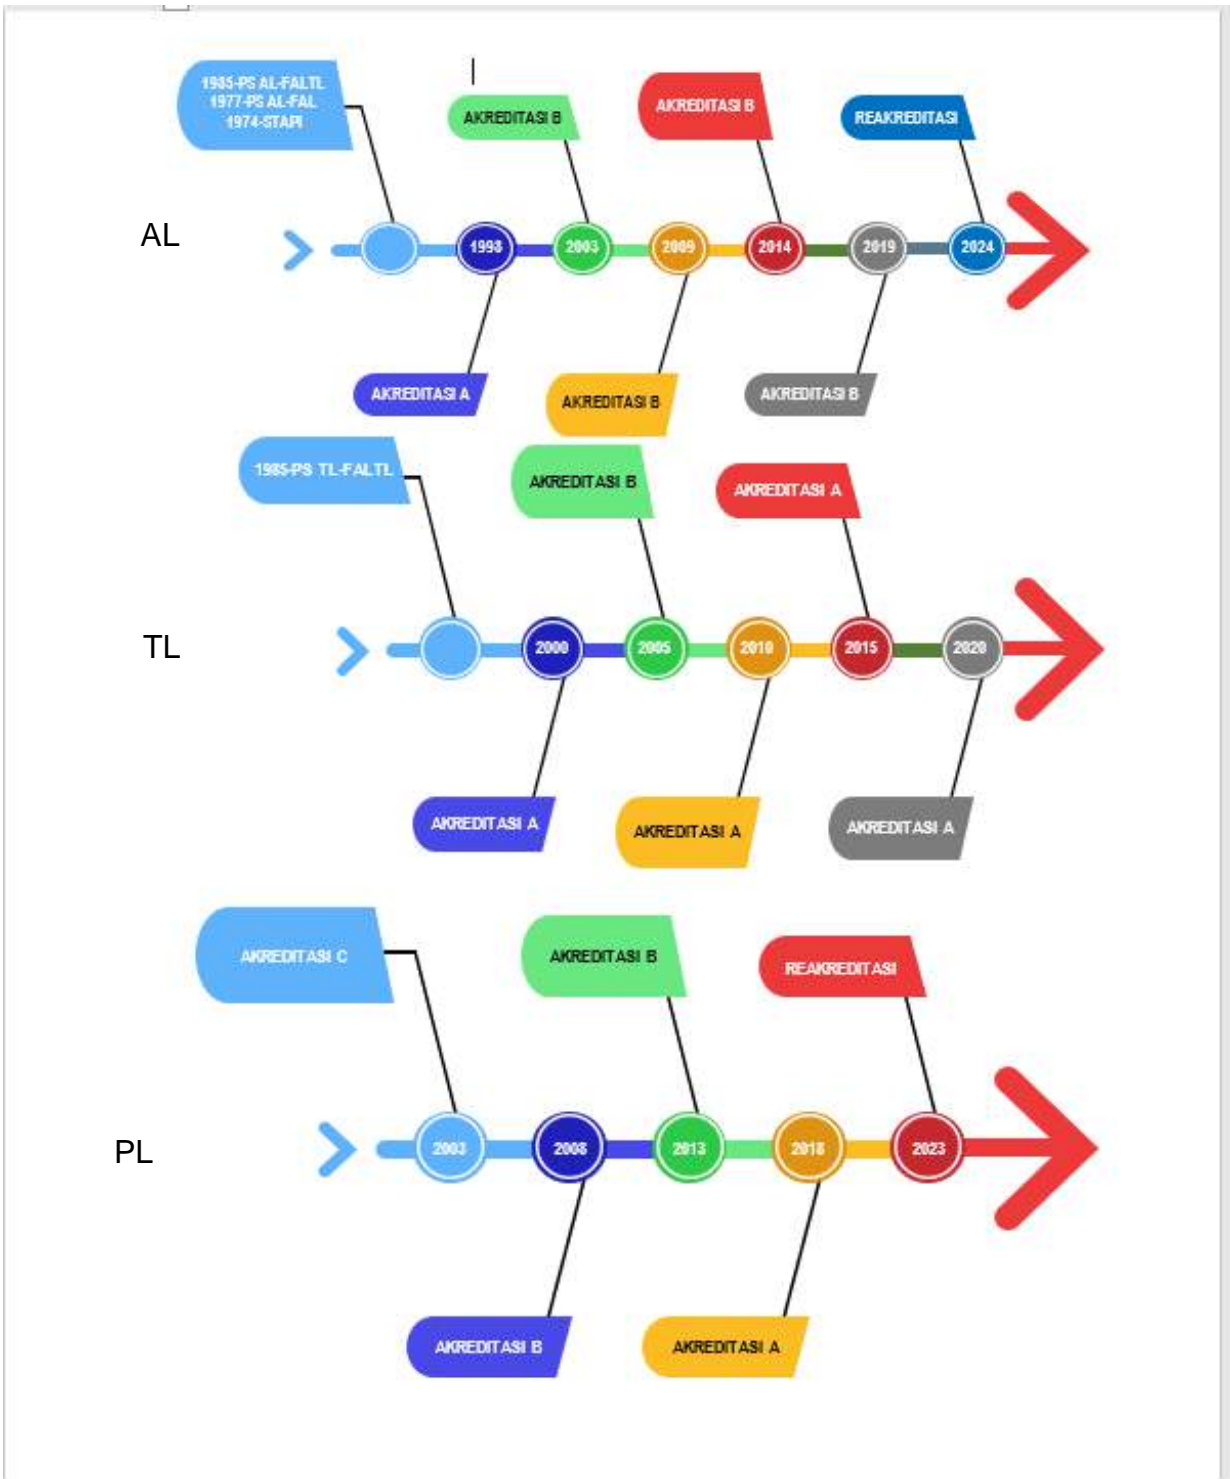 1985-PS AL-FALTL
1977-PS AL-FAL
1974-STAPI
AKREDITASI B
AKREDITASI B
REAKREDITASI
AL
1998
2003
2009
2014
2019
2024
AKREDITASI A
AKREDITASI B
AKREDITASI B
1985-PS TL-FALTL
AKREDITASI B
AKREDITASI A
TL
2000
2005
2010
2015
2020
AKREDITASI A
AKREDITASI A
AKREDITASI A
AKREDITASI C
AKREDITASI B
REAKREDITASI
PL
2003
2008
2013
2018
2023
AKREDITASI B
AKREDITASI A